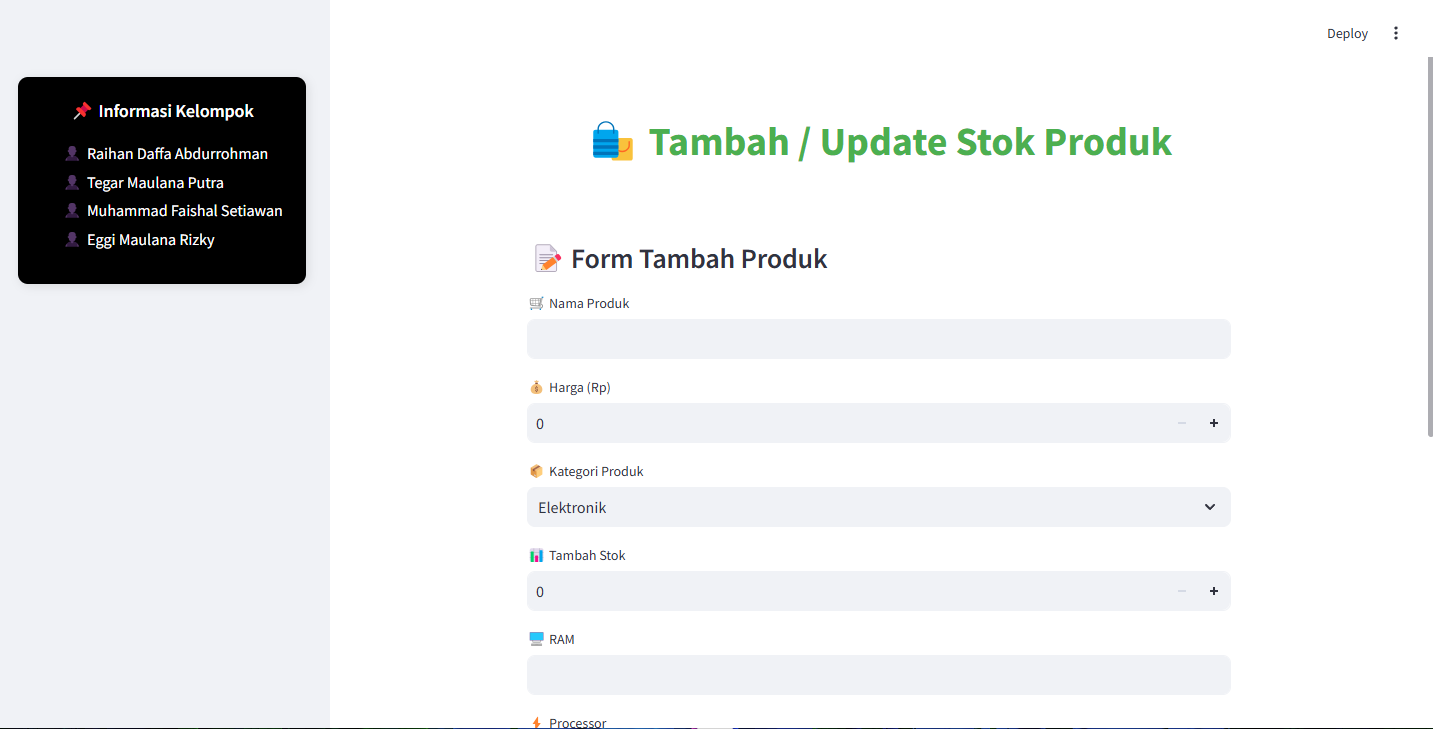 Deploy
Informasi Kelompok
Raihan Daffa Abdurrohman
Tegar Maulana Putra
Muhammad Faishal Setiawan
Eggi Maulana Rizky
Tambah / Update Stok Produk
Form Tambah Produk
Nama Produk
Harga (Rp)
0
Kategori Produk
Elektronik
Tambah Stok
0
RAM
Processor